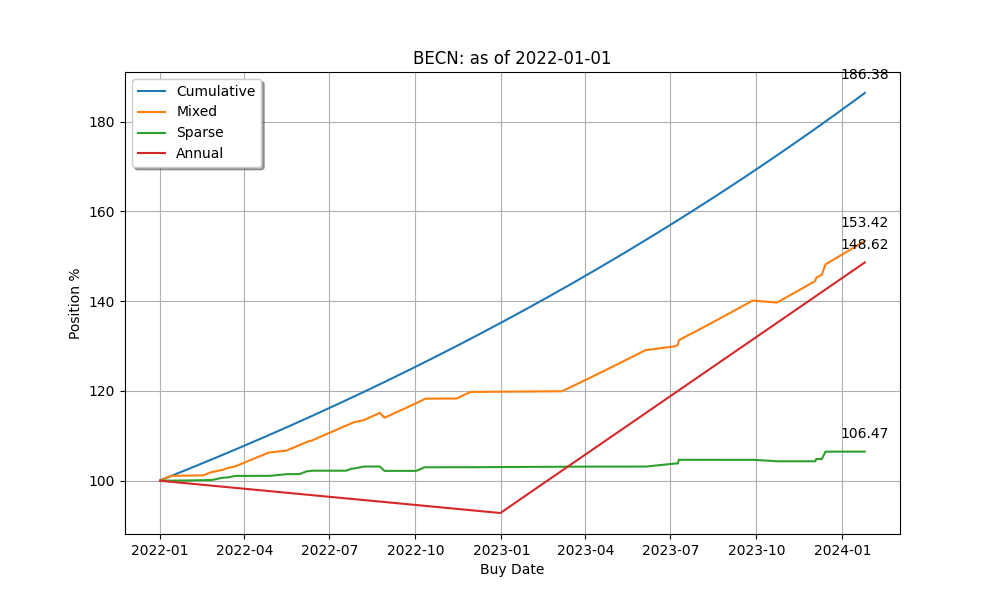 BECN: as of 2022-01-01
Cumulative
Mixed
Sparse
Annual
186.38
153.42
148.62
106.47
180
160
140
120
100
Position %
2022-01 2022-04 2022-07 2022-10 2023-01 2023-04 2023-07 2023-10 2024-01
Buy Date